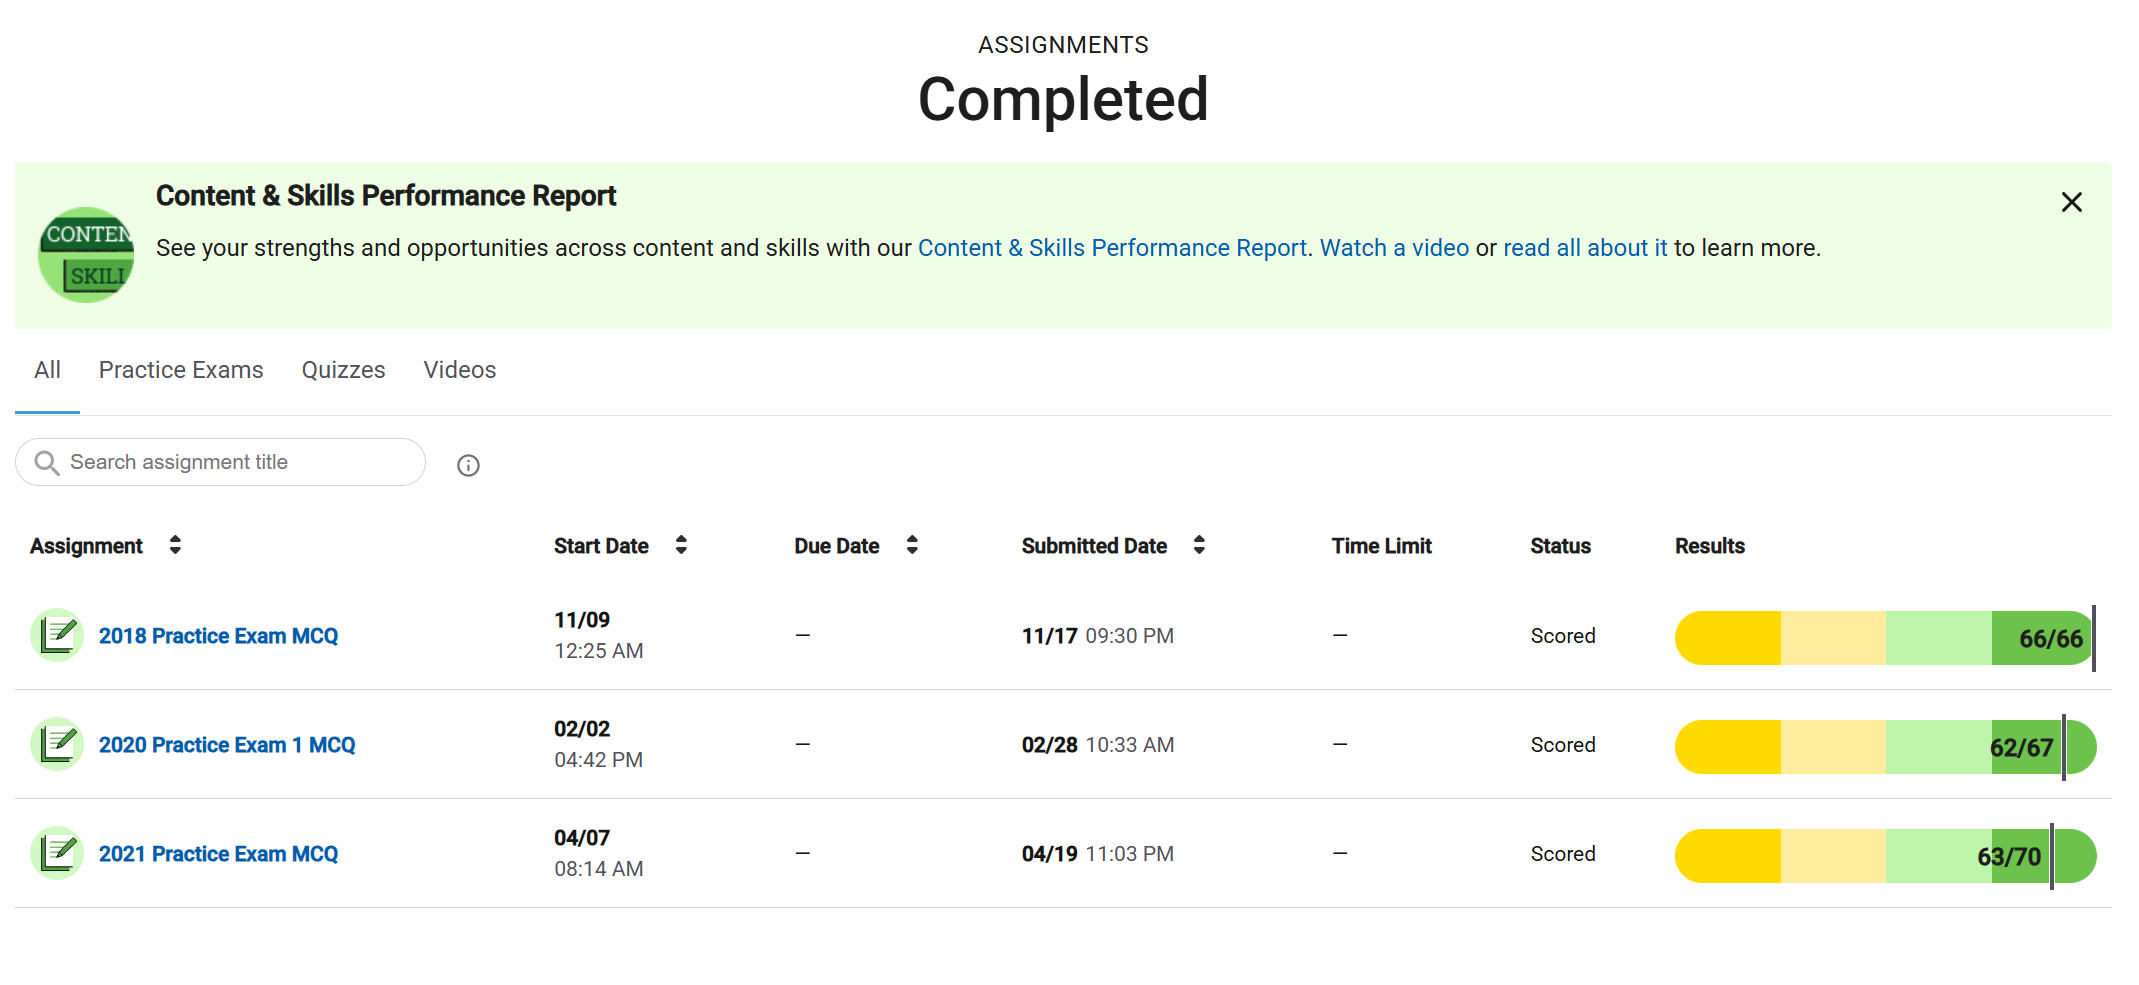 ASSIGNMENTS
Completed
CONTEN
SKILL
Content & Skills Performance Report
See your strengths and opportunities across content and skills with our Content & Skills Performance Report. Watch a video or read all about it to learn more.
All Practice Exams Quizzes Videos
Search assignment title
Assignment Start Date Due Date Submitted Date Time Limit Status Results
2018 Practice Exam MCQ 11/09 12:25 AM – 11/17 09:30 PM – Scored 66/66
2020 Practice Exam 1 MCQ 02/02 04:42 PM – 02/28 10:33 AM – Scored 62/67
2021 Practice Exam MCQ 04/07 08:14 AM – 04/19 11:03 PM – Scored 63/70